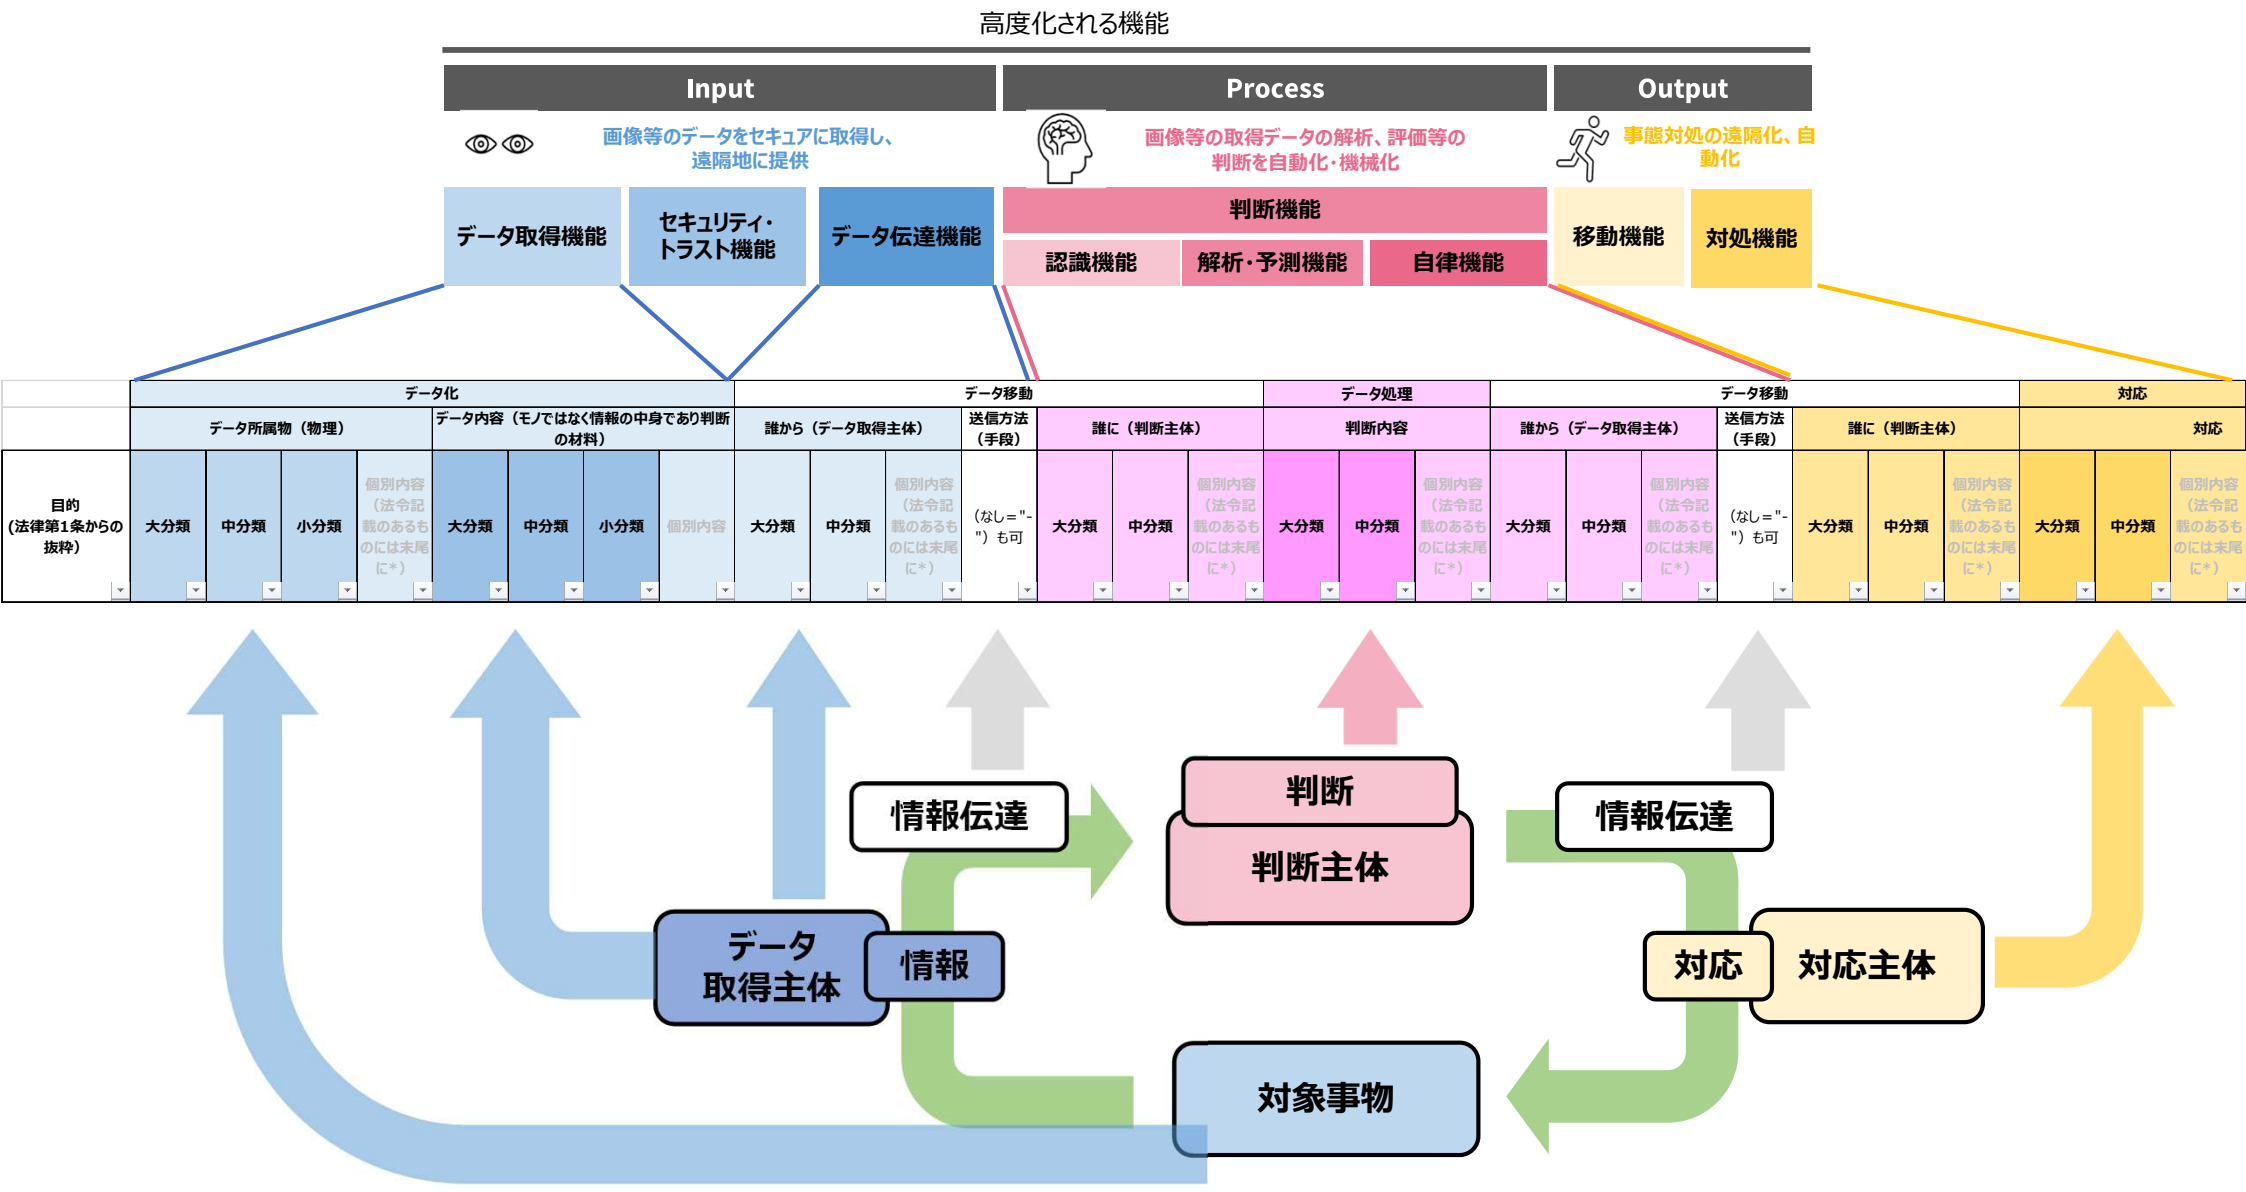 高度化される機能
Input
Process
Output
画像等のデータをセキュアに取得し、
遠隔地に提供
画像等の取得データの解析、評価等の
判断を自動化・機械化
事態対処の遠隔化、自
動化
データ取得機能
セキュリティ・
トラスト機能
データ伝達機能
判断機能
認識機能
解析・予測機能
自律機能
移動機能
対処機能
データ化
データ移動
データ処理
データ移動
対応
データ所属物（物理）
データ内容（モノではなく情報の中身であり判断
の材料）
誰から（データ取得主体）
送信方法
（手段）
誰に（判断主体）
判断内容
誰から（データ取得主体）
送信方法
（手段）
誰に（判断主体）
対応
目的
(法律第1条からの
抜粋）
大分類
中分類
小分類
個別内容
（法令記
載のあるも
のには末尾
に*）
大分類
中分類
小分類
個別内容
大分類
中分類
個別内容
（法令記
載のあるも
のには末尾
に*）
（なし="-
"）も可
大分類
中分類
個別内容
（法令記
載のあるも
のには末尾
に*）
大分類
中分類
個別内容
（法令記
載のあるも
のには末尾
に*）
大分類
中分類
個別内容
（法令記
載のあるも
のには末尾
に*）
（なし="-
"）も可
大分類
中分類
個別内容
（法令記
載のあるも
のには末尾
に*）
大分類
中分類
個別内容
（法令記
載のあるも
のには末尾
に*）
情報伝達
判断
判断主体
情報伝達
データ
取得主体
情報
対応
対応主体
対象事物